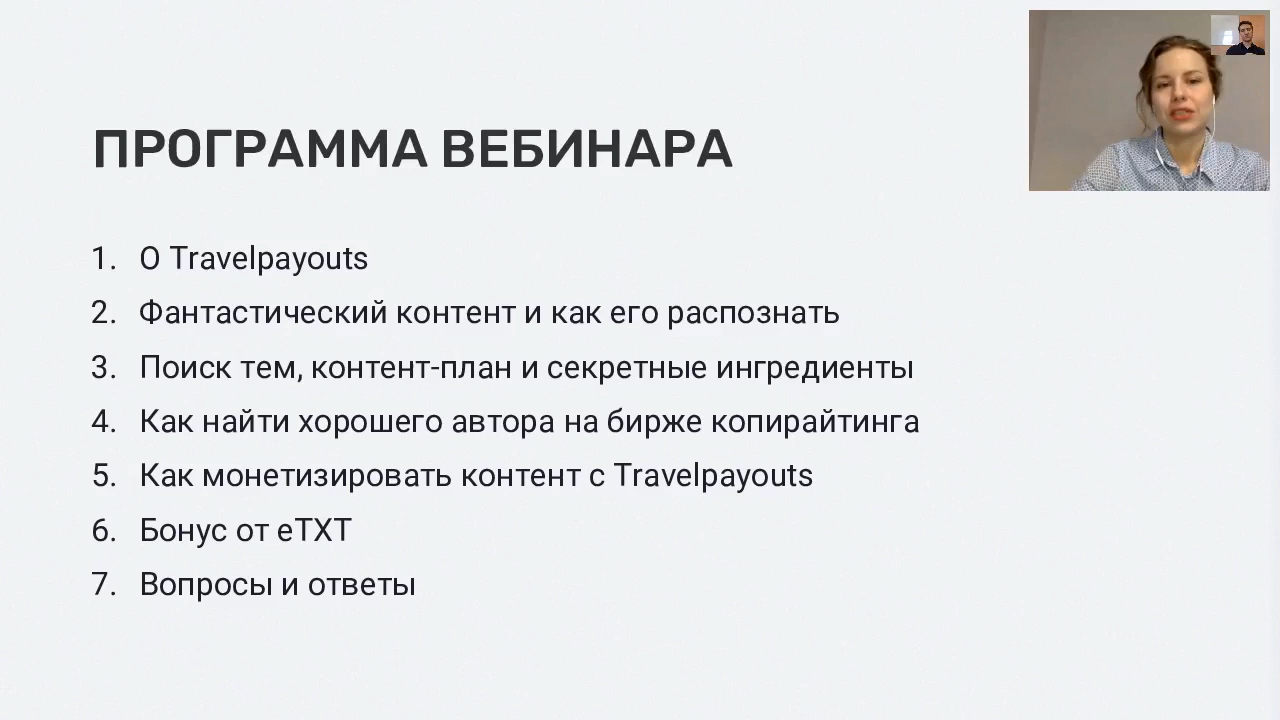 ПРОГРАММА ВЕБИНАРА
1. О Travelpayouts
2. Фантастический контент и как его распознать
3. Поиск тем, контент-план и секретные ингредиенты
4. Как найти хорошего автора на бирже копирайтинга
5. Как монетизировать контент с Travelpayouts
6. Бонус от eTXT
7. Вопросы и ответы